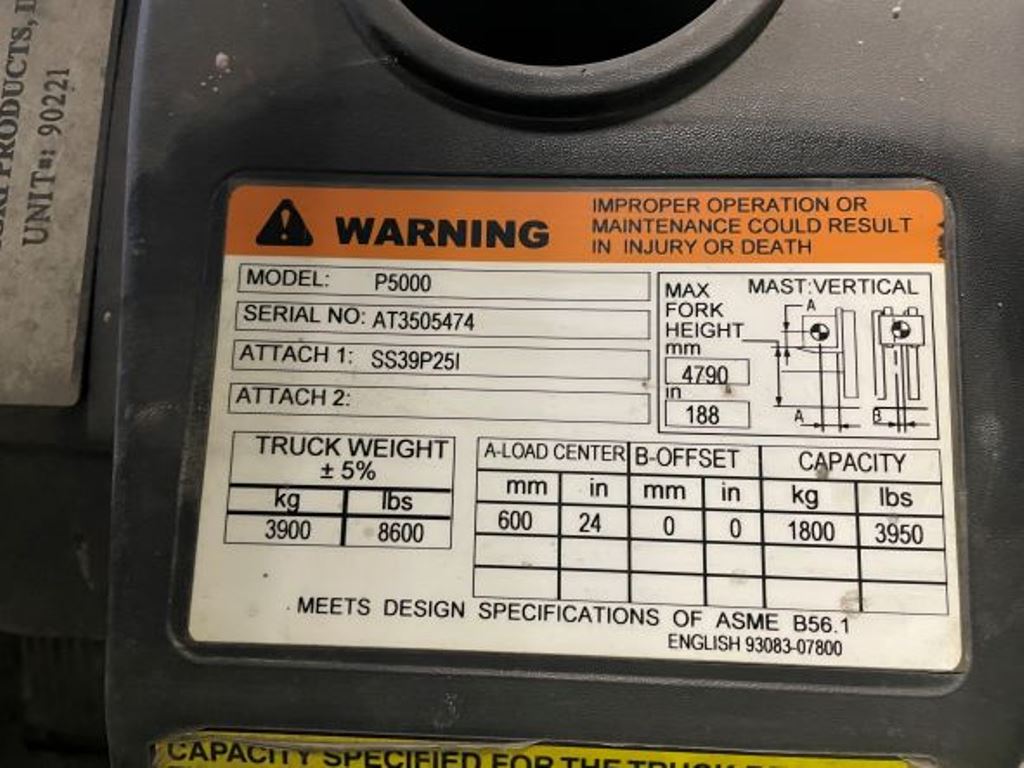 PRODUCTS,
UNIT#: 90221
WARNING
IMPROPER OPERATION OR
MAINTENANCE COULD RESULT
IN INJURY OR DEATH
MODEL: P5000
SERIAL NO: AT3505474
ATTACH 1: SS39P25I
ATTACH 2:
MAX
FORK
HEIGHT
mm
4790
in
188
MAST:VERTICAL
A
A
B
TRUCK WEIGHT
± 5%
kg lbs
3900 8600
A-LOAD CENTER B-OFFSET CAPACITY
mm in mm in kg lbs
600 24 0 0 1800 3950
MEETS DESIGN SPECIFICATIONS OF ASME B56.1
ENGLISH 93083-07800
CAPACITY SPECIFIED FOR THE TRUCK